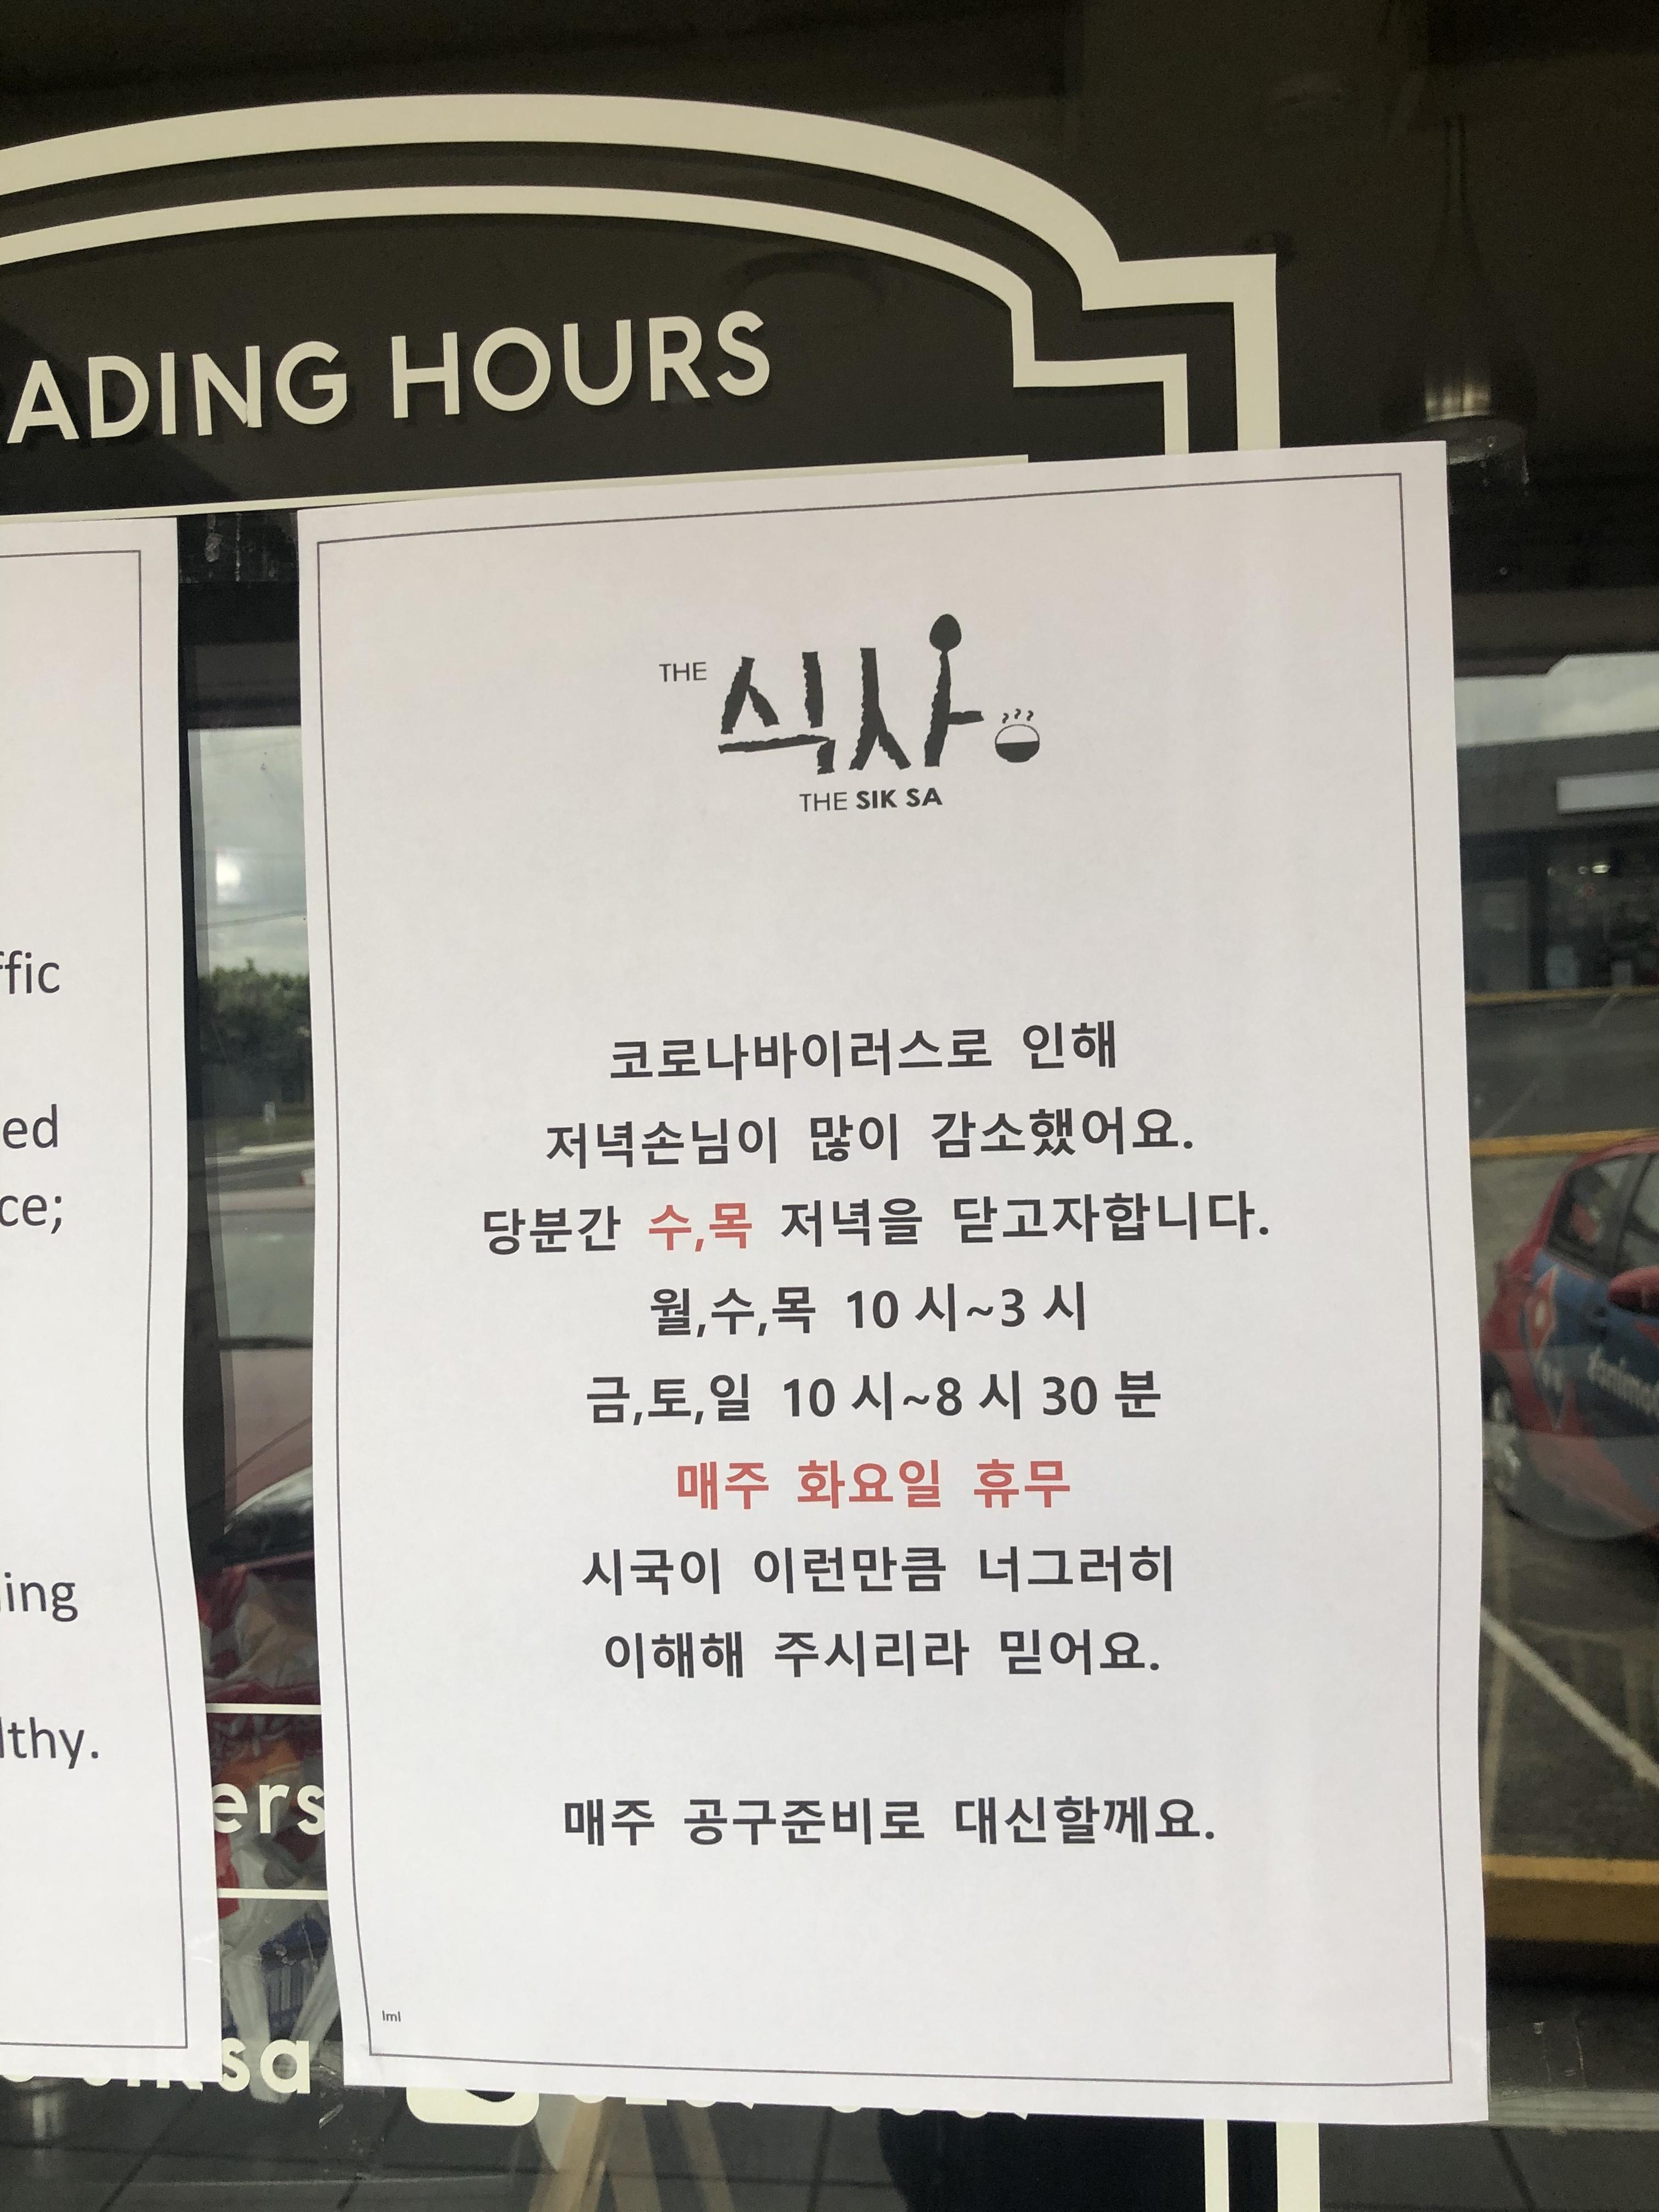 ADING HOURS
THE 식사
THE SIK SA
코로나바이러스로 인해
저녁손님이 많이 감소했어요.
당분간 수,목 저녁을 닫고자합니다.
월,수,목 10 시~3 시
금,토,일 10 시~8 시 30 분
매주 화요일 휴무
시국이 이런만큼 너그러히
이해해 주시리라 믿어요.
매주 공구준비로 대신할께요.
lml
ffic
ed
ce;
ing
lthy.
ers
sa